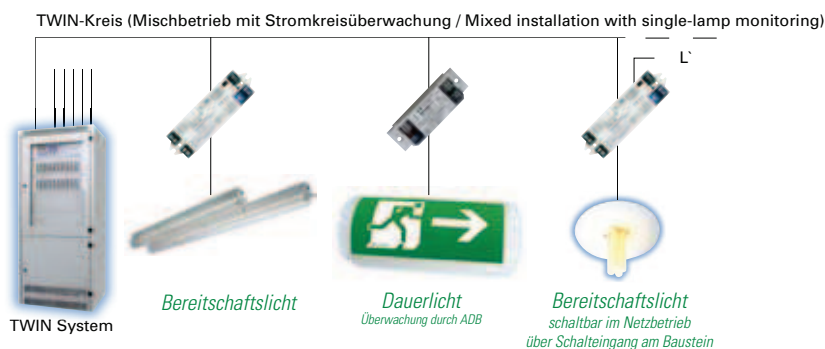 TWIN-Kreis (Mischbetrieb mit Stromkreisüberwachung / Mixed installation with single-lamp monitoring)
L`
TWIN System
Bereitschaftslicht
Dauerlicht
Überwachung durch ADB
Bereitschaftslicht
schaltbar im Netzbetrieb
über Schalteingang am Baustein